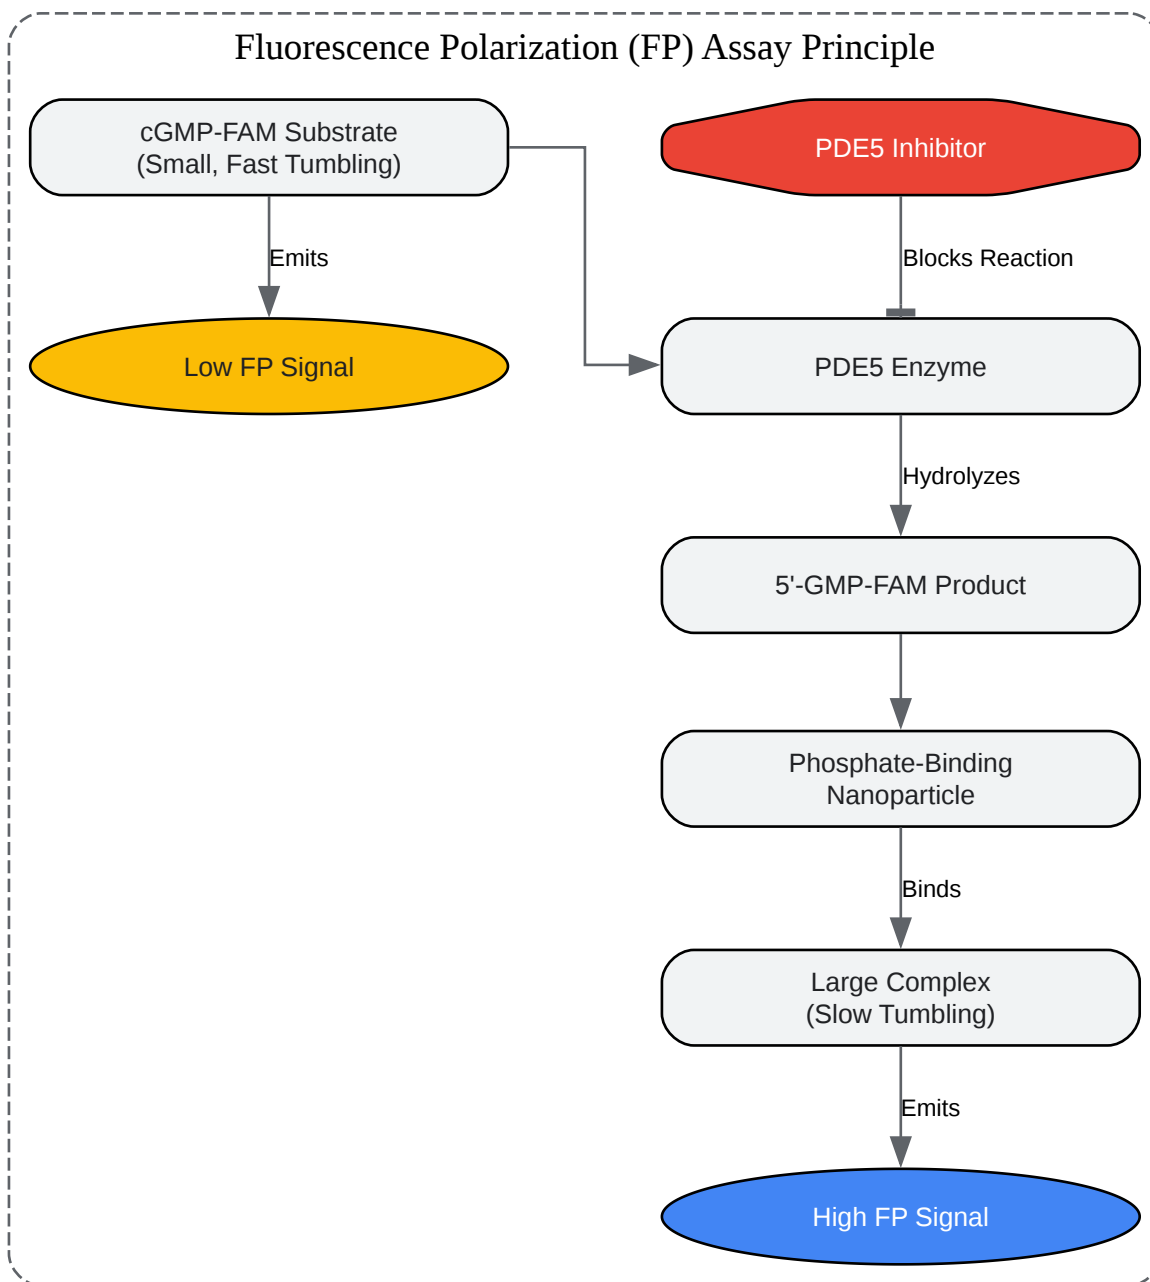 Fluorescence Polarization (FP) Assay Principle
cGMP-FAM Substrate
(Small, Fast Tumbling)
PDE5 Inhibitor
Emits
Blocks Reaction
Low FP Signal
PDE5 Enzyme
Hydrolyzes
5'-GMP-FAM Product
Phosphate-Binding
Nanoparticle
Binds
Large Complex
(Slow Tumbling)
Emits
High FP Signal